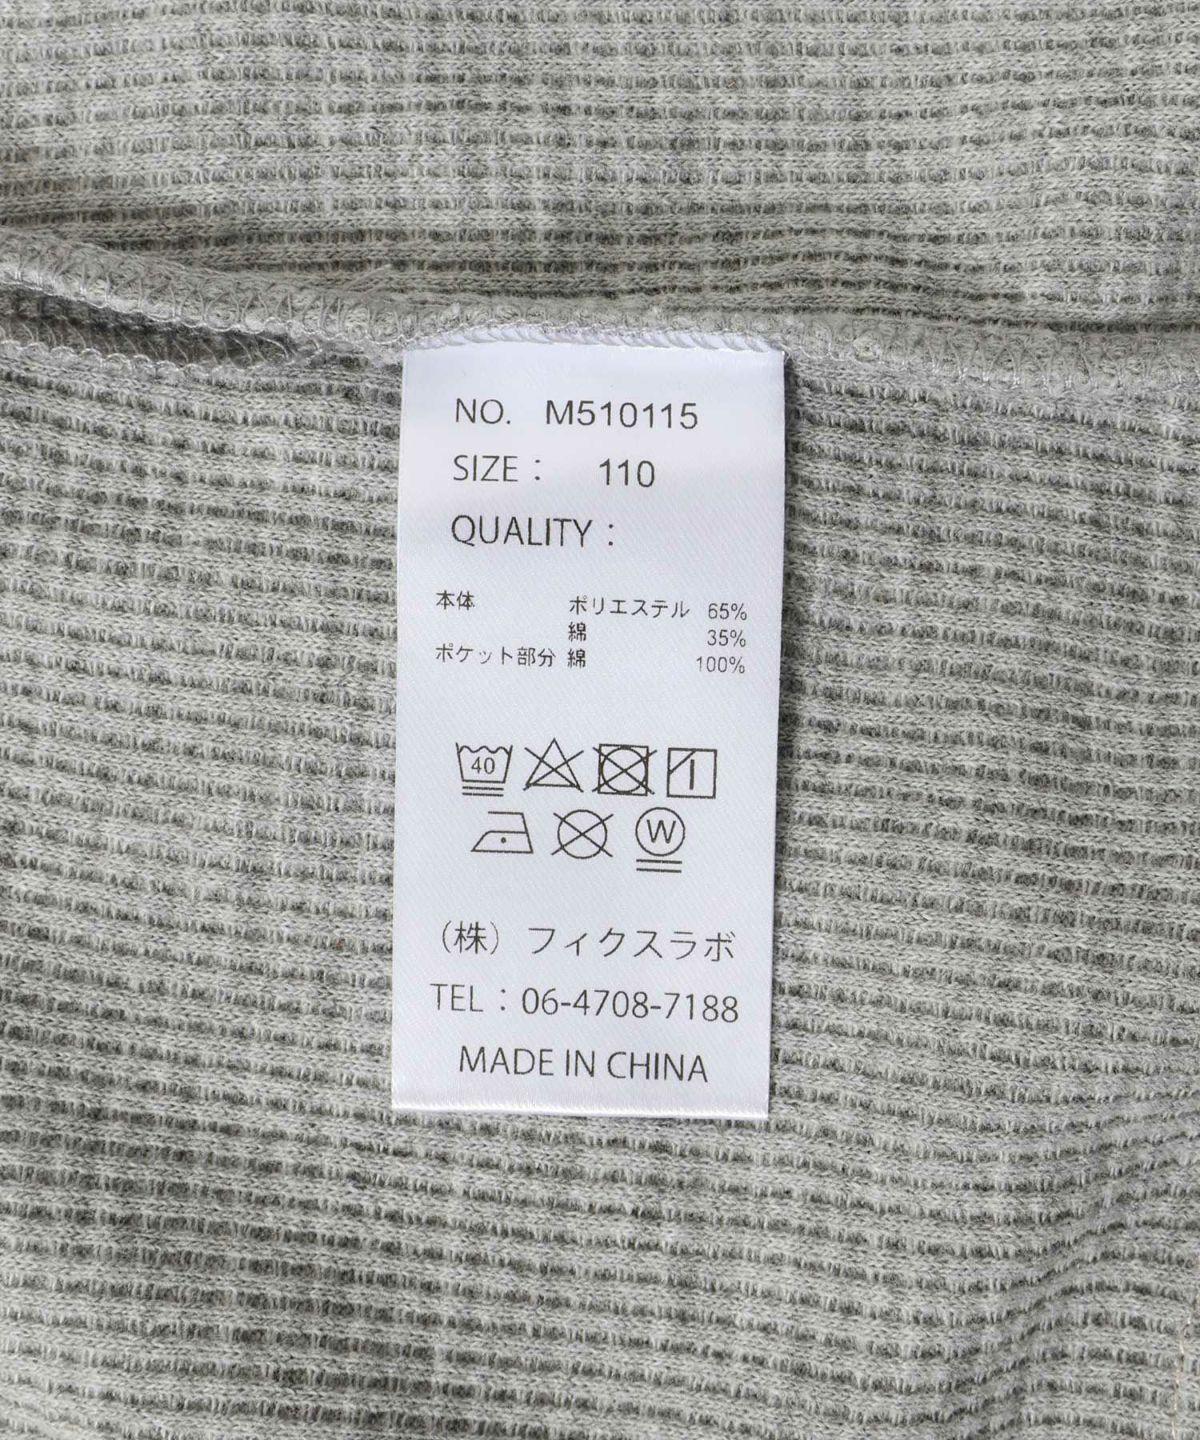 NO. M510115
SIZE： 110
QUALITY：
本体 ポリエステル 65%
綿 35%
ポケット部分 綿 100%
40
W
（株）フィクスラボ
TEL：06-4708-7188
MADE IN CHINA